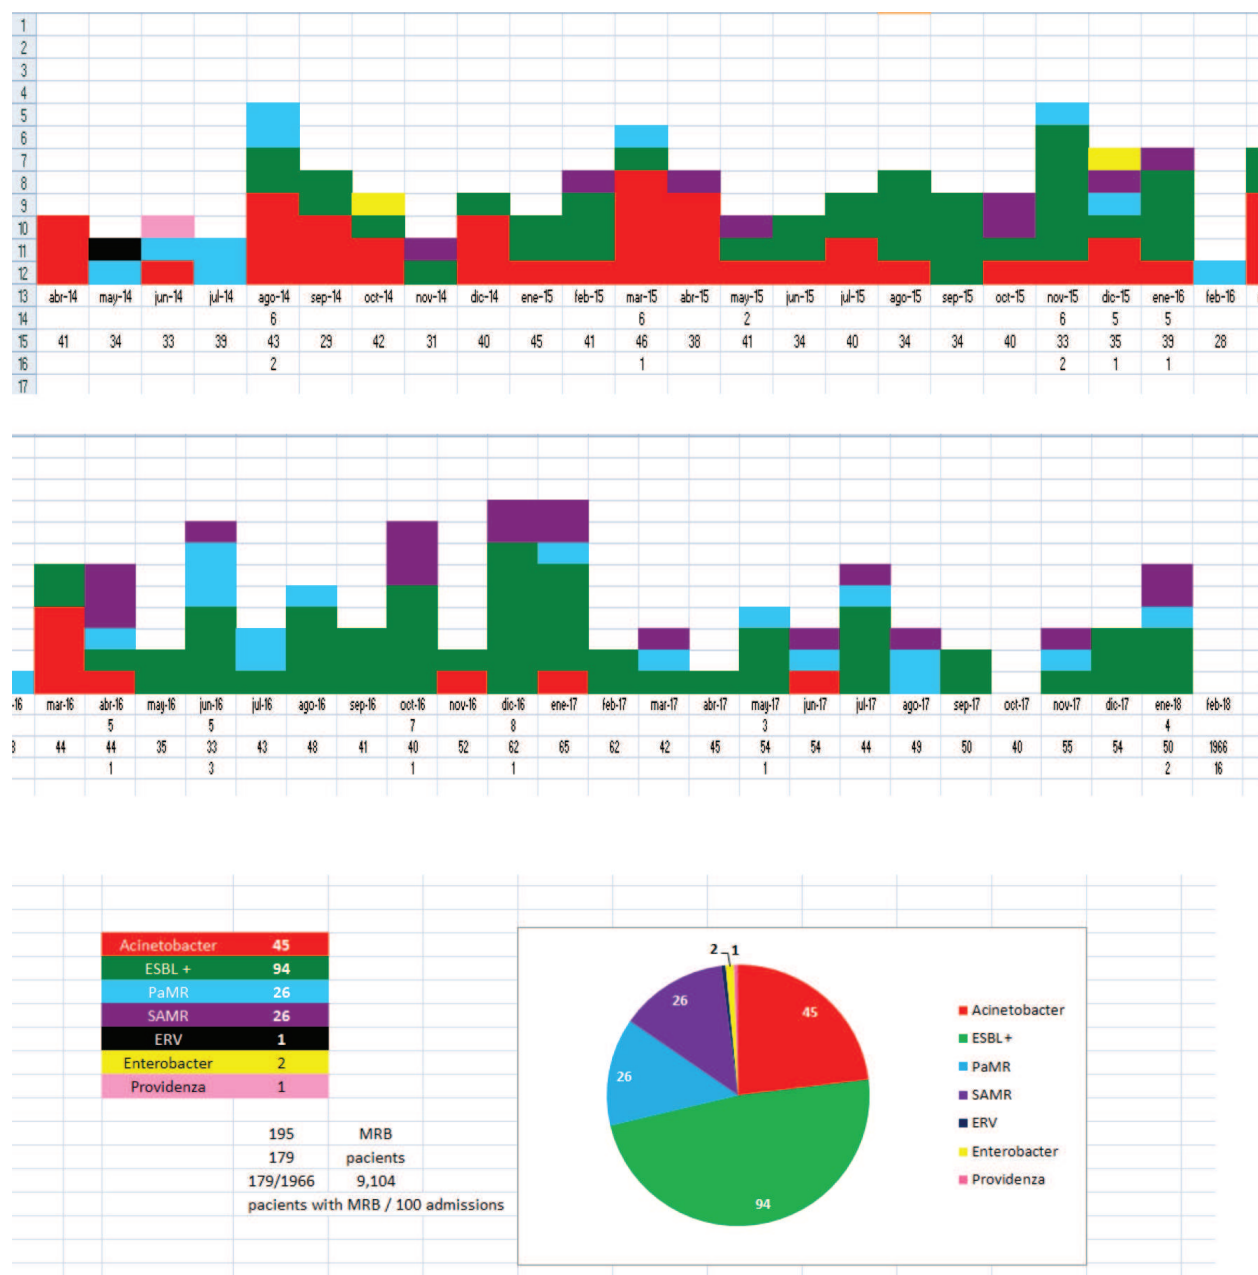 1
2
3
4
5
6
7
8
9
10
11
12
13 abr-14 may-14 jun-14 jul-14 ago-14 sep-14 oct-14 nov-14 dic-14 ene-15 feb-15 mar-15 abr-15 may-15 jun-15 jul-15 ago-15 sep-15 oct-15 nov-15 dic-15 ene-16 feb-16
14 6 6 2 6 5 5
15 41 34 33 39 43 29 42 31 40 45 41 46 38 41 34 40 34 34 40 33 35 39 28
16 2 1 2 1 1
17
-16 mar-16 abr-16 may-16 jun-16 jul-16 ago-16 sep-16 oct-16 nov-16 dic-16 ene-17 feb-17 mar-17 abr-17 may-17 jun-17 jul-17 ago-17 sep-17 oct-17 nov-17 dic-17 ene-18 feb-18
5 5 7 8 3 4
44 44 35 33 43 48 41 40 52 62 65 62 42 45 54 54 44 49 50 40 55 54 50 1966
1 3 1 1 1 2 16
Acinetobacter 45
ESBL + 94
PaMR 26
SAMR 26
ERV 1
Enterobacter 2
Providenza 1
195 MRB
179 pacients
179/1966 9,104
pacients with MRB / 100 admissions
2 1
26
45
26
94
Acinetobacter
ESBL+
PaMR
SAMR
ERV
Enterobacter
Providenza